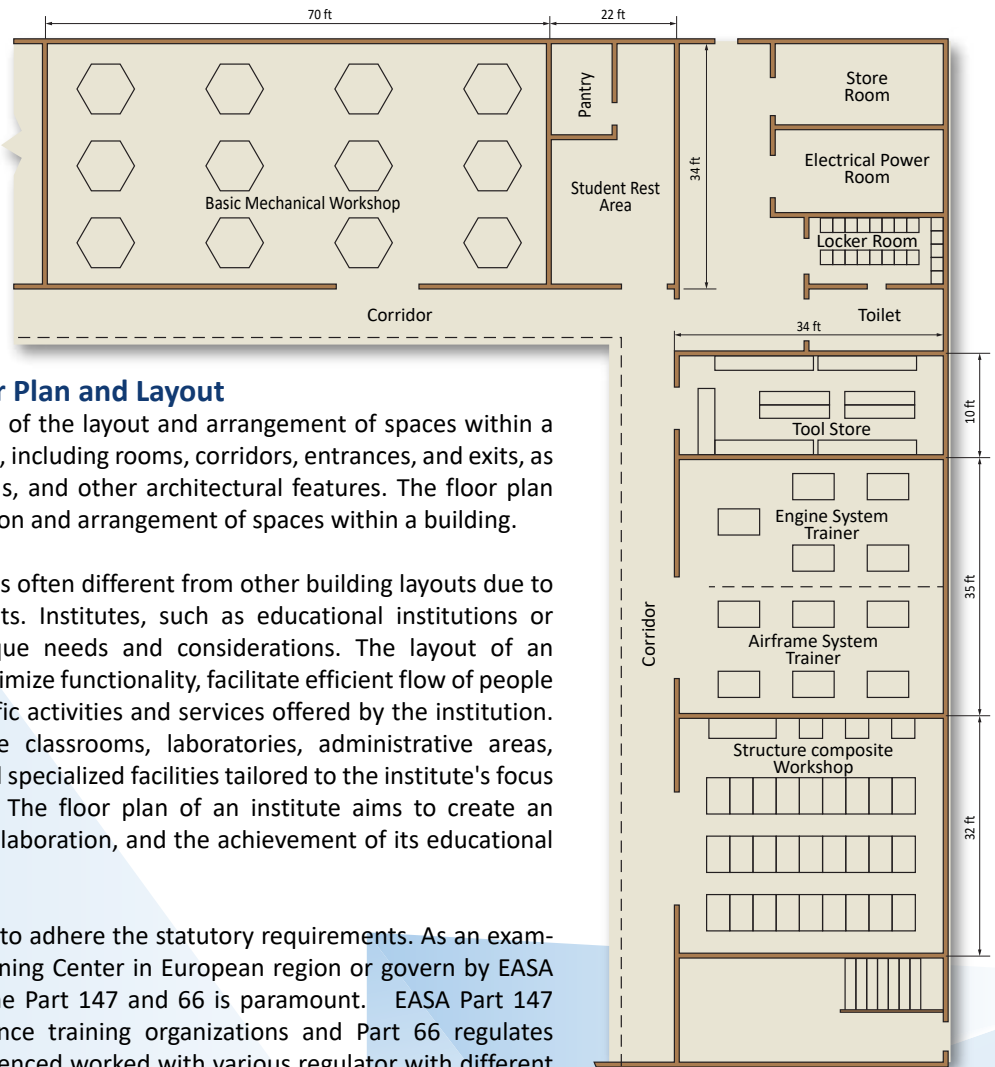 70 ft
22 ft
Pantry
Store
Room
34 ft
Electrical Power
Room
Student Rest
Area
Basic Mechanical Workshop
Locker Room
Corridor
Toilet
34 ft
10 ft
Tool Store
Engine System
Trainer
35 ft
Corridor
Airframe System
Trainer
Structure composite
Workshop
32 ft
r Plan and Layout
of the layout and arrangement of spaces within a
, including rooms, corridors, entrances, and exits, as
s, and other architectural features. The floor plan
on and arrangement of spaces within a building.
s often different from other building layouts due to
ts. Institutes, such as educational institutions or
que needs and considerations. The layout of an
imize functionality, facilitate efficient flow of people
fic activities and services offered by the institution.
e classrooms, laboratories, administrative areas,
d specialized facilities tailored to the institute's focus
The floor plan of an institute aims to create an
laboration, and the achievement of its educational
to adhere the statutory requirements. As an exam-
ning Center in European region or govern by EASA
ne Part 147 and 66 is paramount. EASA Part 147
nce training organizations and Part 66 regulates
enced worked with various regulator with different